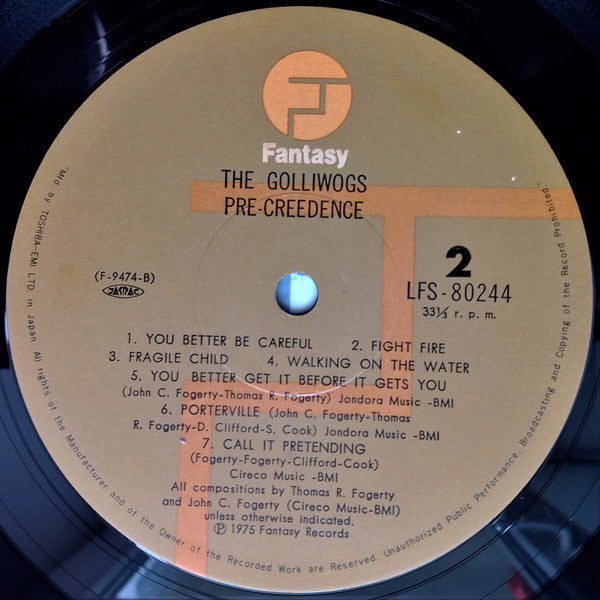 Fantasy
THE GOLLIWOGS
PRE-CREEDENCE
2
(F-9474-B)
JASRAC
LFS-80244
33⅓ r. p. m.
1. YOU BETTER BE CAREFUL 2. FIGHT FIRE
3. FRAGILE CHILD 4. WALKING ON THE WATER
5. YOU BETTER GET IT BEFORE IT GETS YOU
(John C. Fogerty-Thomas R. Fogerty) Jondora Music -BMI
6. PORTERVILLE (John C. Fogerty-Thomas
R. Fogerty-D. Clifford-S. Cook) Jondora Music -BMI
7. CALL IT PRETENDING
(Fogerty-Fogerty-Clifford-Cook)
Cireco Music -BMI
All compositions by Thomas R. Fogerty
and John C. Fogerty (Cireco Music-BMI)
unless otherwise indicated.
Ⓟ 1975 Fantasy Records
"Mfd by TOSHIBA-EMI LTD in Japan. All rights of the Manufacturer and of the Owner of the Recorded Work are Reserved. Unauthorized Public Performance, Broadcasting and Copying of the Record Prohibited"